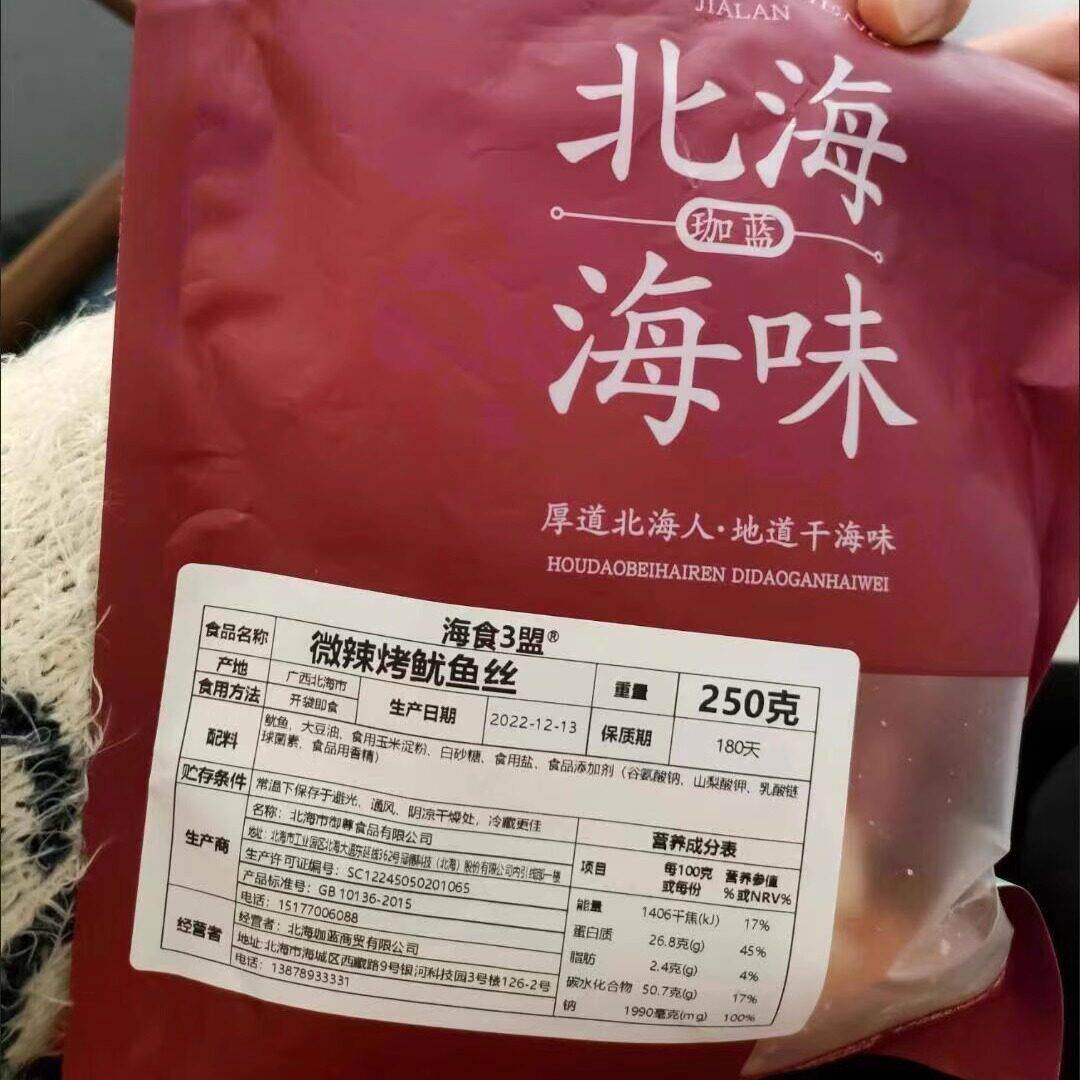 JIALAN
北海
珈蓝
海味
厚道北海人·地道干海味
HOUDAOBEIHAIREN DIDAOGANHAIWEI
食品名称
海食3盟®
微辣烤鱿鱼丝
重量
250克
产地
广西北海市
食用方法
开袋即食
生产日期
2022-12-13
保质期
180天
配料
鱿鱼、大豆油、食用玉米淀粉、白砂糖、食用盐、食品添加剂（谷氨酸钠、山梨酸钾、乳酸链
球菌素、食品用香精）
贮存条件
常温下保存于避光、通风、阴凉干燥处，冷藏更佳
生产商
名称：北海市御尊食品有限公司
生产许可证编号：SC12245050201065
产品标准号：GB 10136-2015
电话：15177006088
经营者
经营者：北海珈蓝商贸有限公司
地址:北海市海城区西藏路9号银河科技园3号楼126-2号
电话：13878933331
营养成分表
项目
每100克
或每份
营养参值
%或NRV%
能量 1406千焦(kJ) 17%
蛋白质 26.8克(g) 45%
脂肪 2.4克(g) 4%
碳水化合物 50.7克(g) 17%
钠 1990毫克(mg) 100%